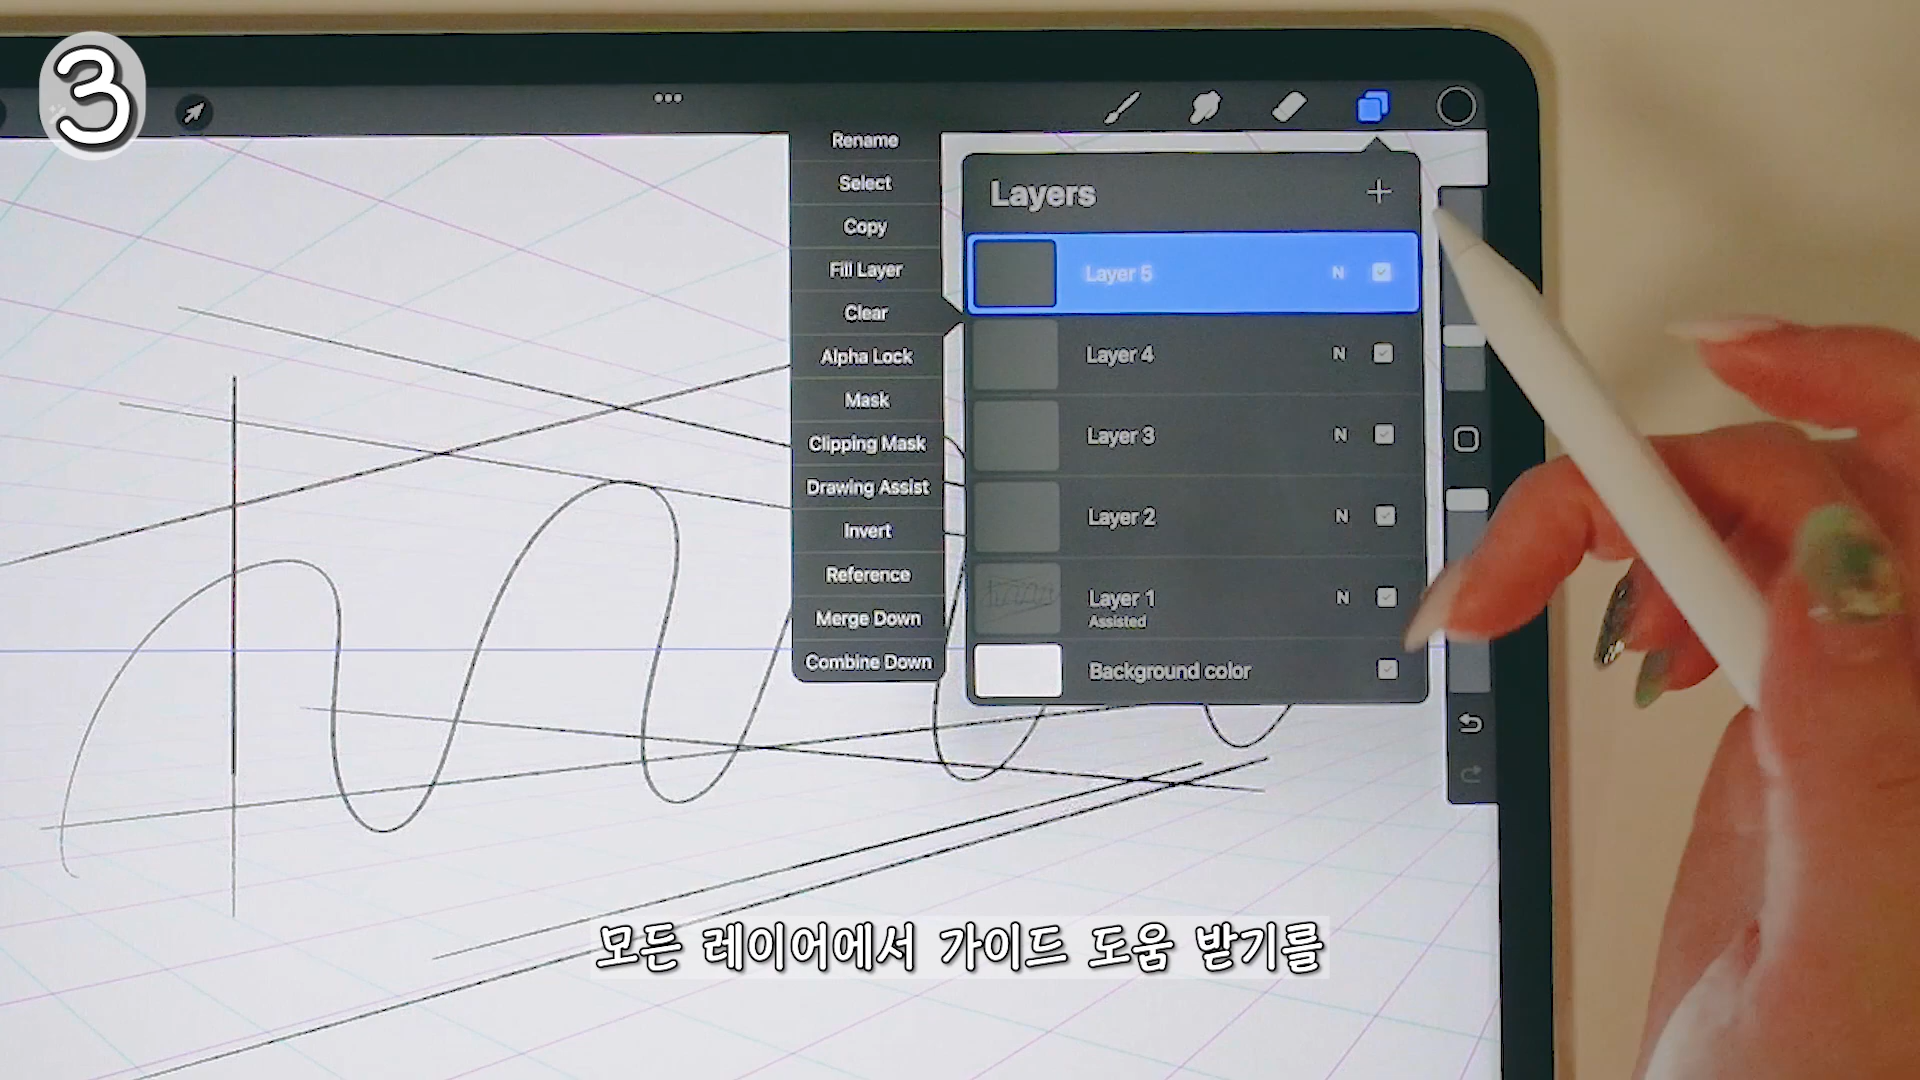 3
Rename
Select
Copy
Fill Layer
Clear
Alpha Lock
Mask
Clipping Mask
Drawing Assist
Invert
Reference
Merge Down
Combine Down
Layers
Layer 5 N
Layer 4 N
Layer 3 N
Layer 2 N
Layer 1 N
Assisted
Background color
모든 레이어에서 가이드 도움 받기를